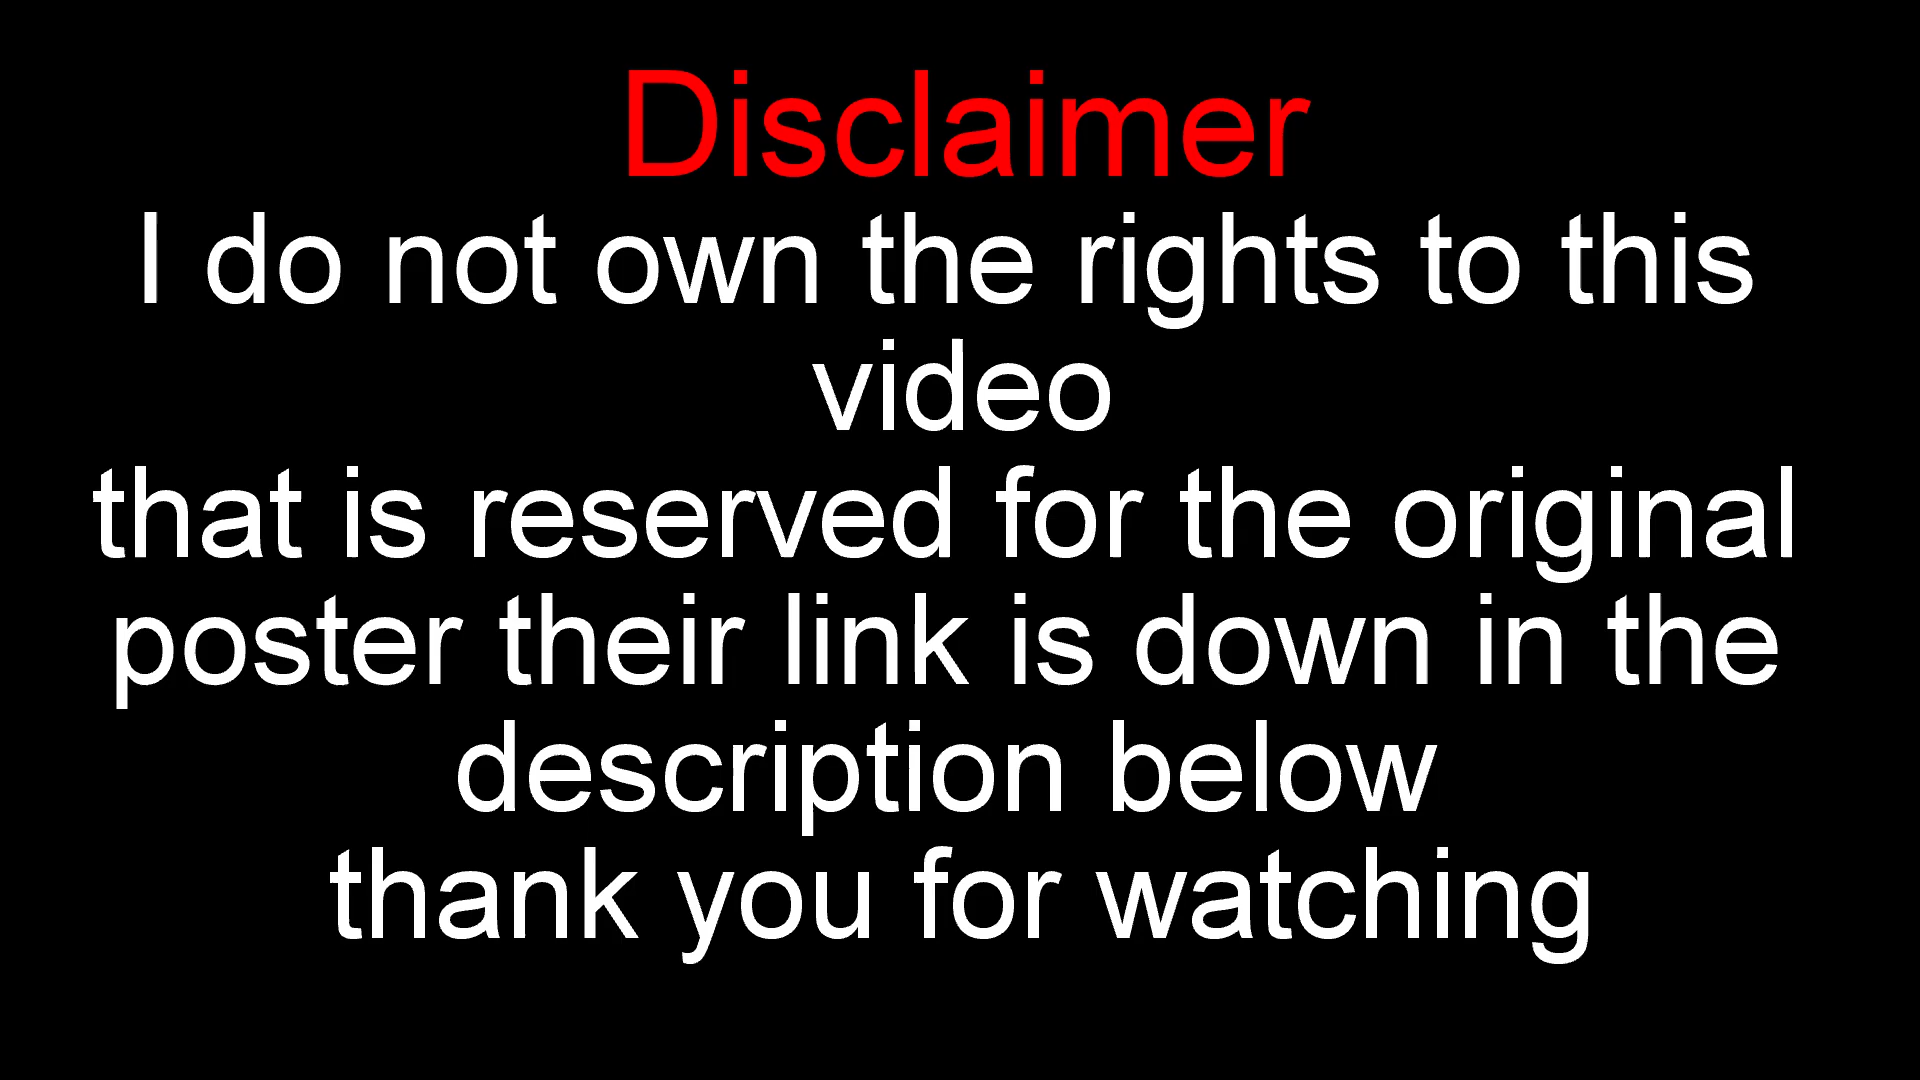 Disclaimer
I do not own the rights to this
video
that is reserved for the original
poster their link is down in the
description below
thank you for watching